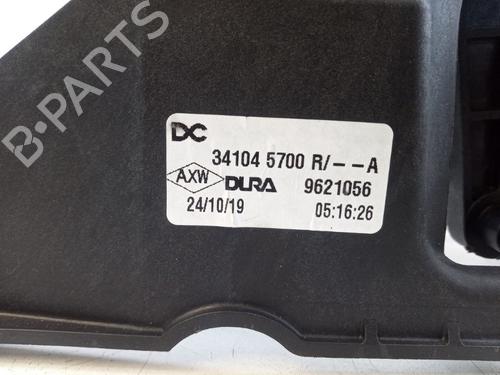 B-PARTS
DC
34104 5700 R/--A
AXW DURA 9621056
24/10/19 05:16:26